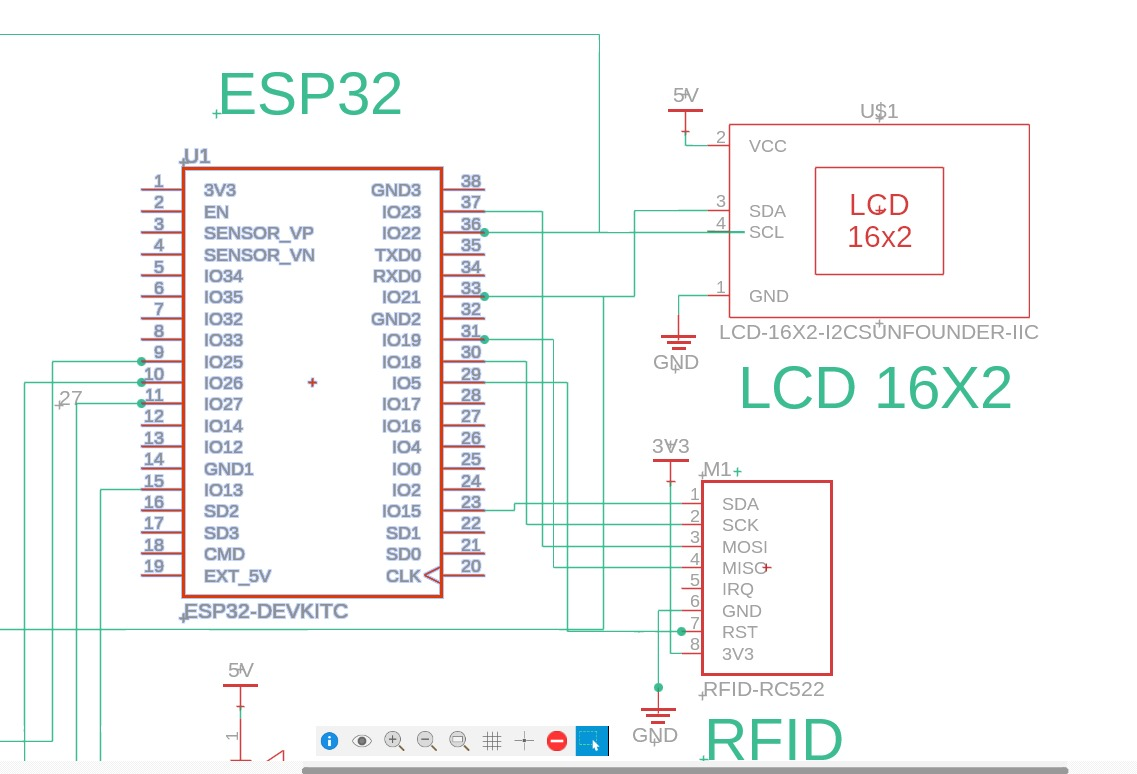 ESP32
U1
1 3V3 GND3 38
2 EN IO23 37
3 SENSOR_VP IO22 36
4 SENSOR_VN TXD0 35
5 IO34 RXD0 34
6 IO35 IO21 33
7 IO32 GND2 32
8 IO33 IO19 31
9 IO25 IO18 30
10 IO26 IO5 29
27
11 IO27 IO17 28
12 IO14 IO16 27
13 IO12 IO4 26
14 GND1 IO0 25
15 IO13 IO2 24
16 SD2 IO15 23
17 SD3 SD1 22
18 CMD SD0 21
19 EXT_5V CLK 20
ESP32-DEVKITC
5V
1
5V
U$1
2 VCC
3 SDA
4 SCL
1 GND
LCD
16x2
LCD-16X2-I2CSUNFOUNDER-IIC
GND
LCD 16X2
3V3
M1
1 SDA
2 SCK
3 MOSI
4 MISO
5 IRQ
6 GND
7 RST
8 3V3
RFID-RC522
GND
RFID